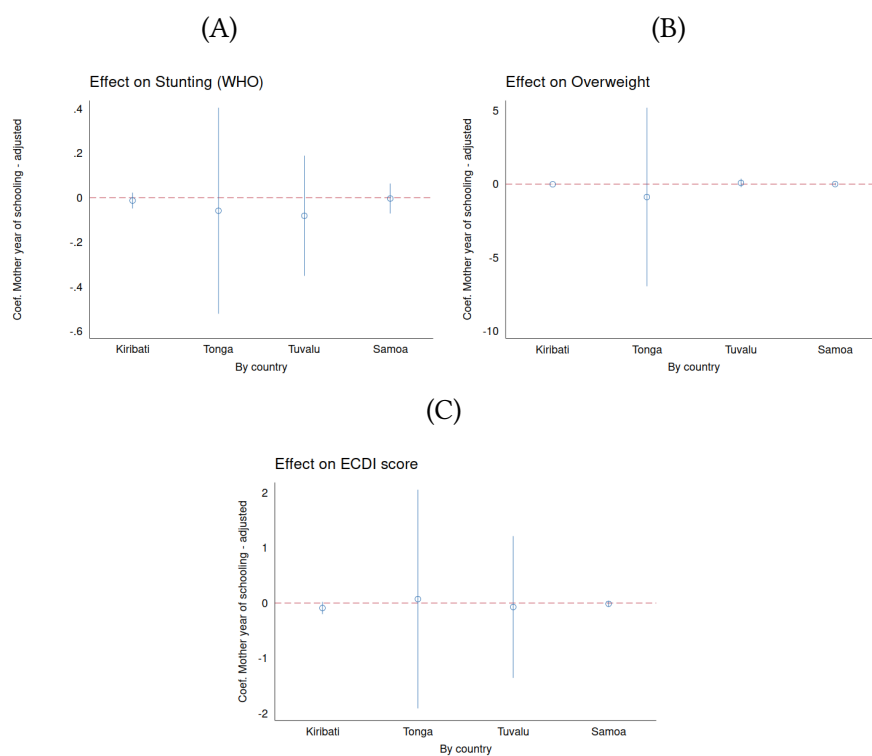 (A)
Effect on Stunting (WHO)
Coef. Mother year of schooling - adjusted
.4
.2
0
-.2
-.4
-.6
Kiribati Tonga Tuvalu Samoa
By country
(B)
Effect on Overweight
Coef. Mother year of schooling - adjusted
5
0
-5
-10
Kiribati Tonga Tuvalu Samoa
By country
(C)
Effect on ECDI score
Coef. Mother year of schooling - adjusted
2
1
0
-1
-2
Kiribati Tonga Tuvalu Samoa
By country